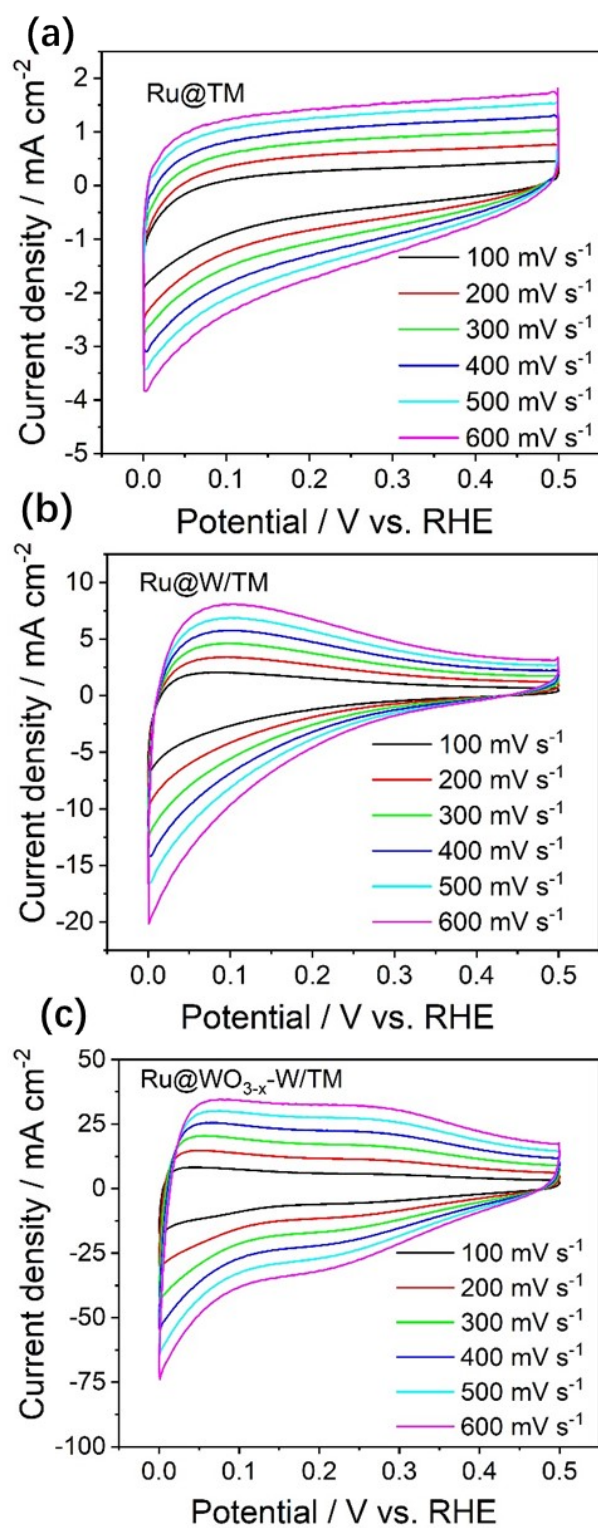 (a)
Ru@TM
Current density / mA cm⁻²
2
1
0
-1
-2
-3
-4
-5
100 mV s⁻¹
200 mV s⁻¹
300 mV s⁻¹
400 mV s⁻¹
500 mV s⁻¹
600 mV s⁻¹
0.0 0.1 0.2 0.3 0.4 0.5
Potential / V vs. RHE
(b)
Ru@W/TM
Current density / mA cm⁻²
10
5
0
-5
-10
-15
-20
100 mV s⁻¹
200 mV s⁻¹
300 mV s⁻¹
400 mV s⁻¹
500 mV s⁻¹
600 mV s⁻¹
0.0 0.1 0.2 0.3 0.4 0.5
Potential / V vs. RHE
(c)
Ru@WO₃₋ₓ-W/TM
Current density / mA cm⁻²
50
25
0
-25
-50
-75
-100
100 mV s⁻¹
200 mV s⁻¹
300 mV s⁻¹
400 mV s⁻¹
500 mV s⁻¹
600 mV s⁻¹
0.0 0.1 0.2 0.3 0.4 0.5
Potential / V vs. RHE